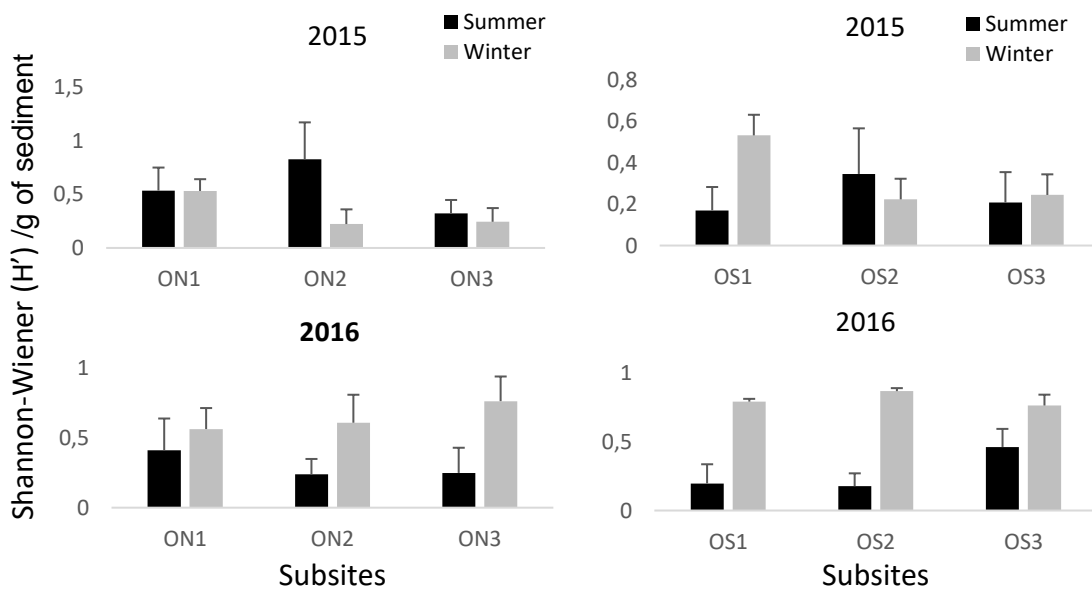 Shannon-Wiener (H') /g of sediment
2015
Summer
Winter
1,5
1
0,5
0
ON1 ON2 ON3
2015
Summer
Winter
0,8
0,6
0,4
0,2
0
OS1 OS2 OS3
2016
1
0,5
0
ON1 ON2 ON3
Subsites
2016
1
0,5
0
OS1 OS2 OS3
Subsites